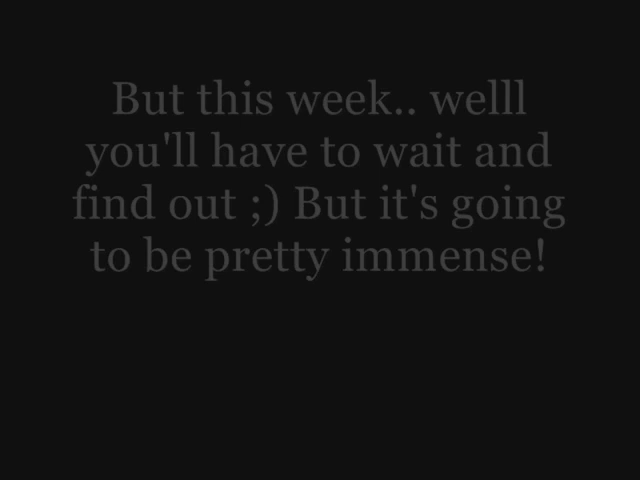 But this week.. welll
you'll have to wait and
find out ;) But it's going
to be pretty immense!